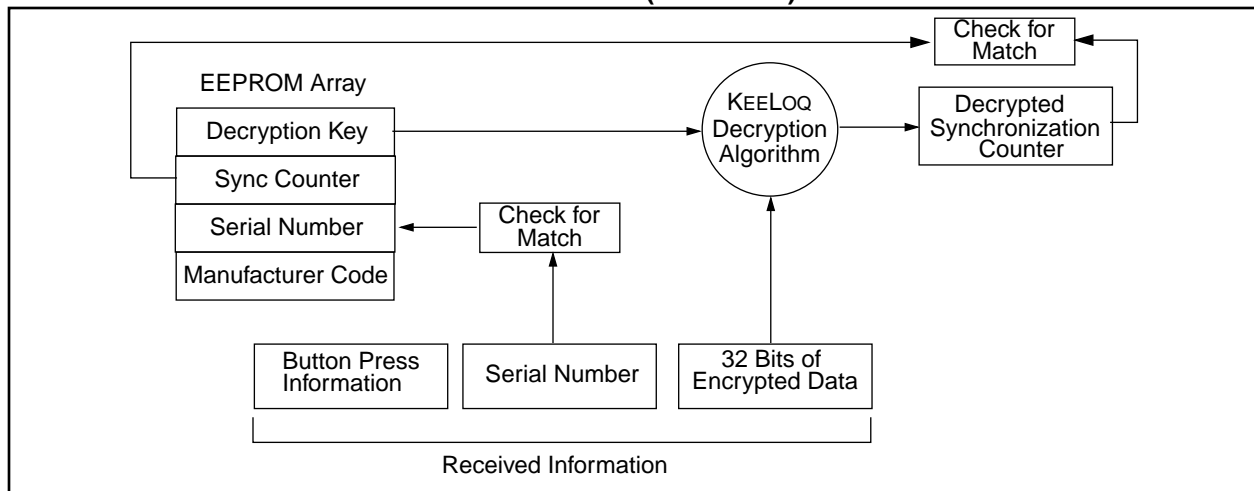 Check for
Match
EEPROM Array
Decryption Key
Sync Counter
Serial Number
Manufacturer Code
KEELOQ
Decryption
Algorithm
Decrypted
Synchronization
Counter
Check for
Match
Button Press
Information
Serial Number
32 Bits of
Encrypted Data
Received Information